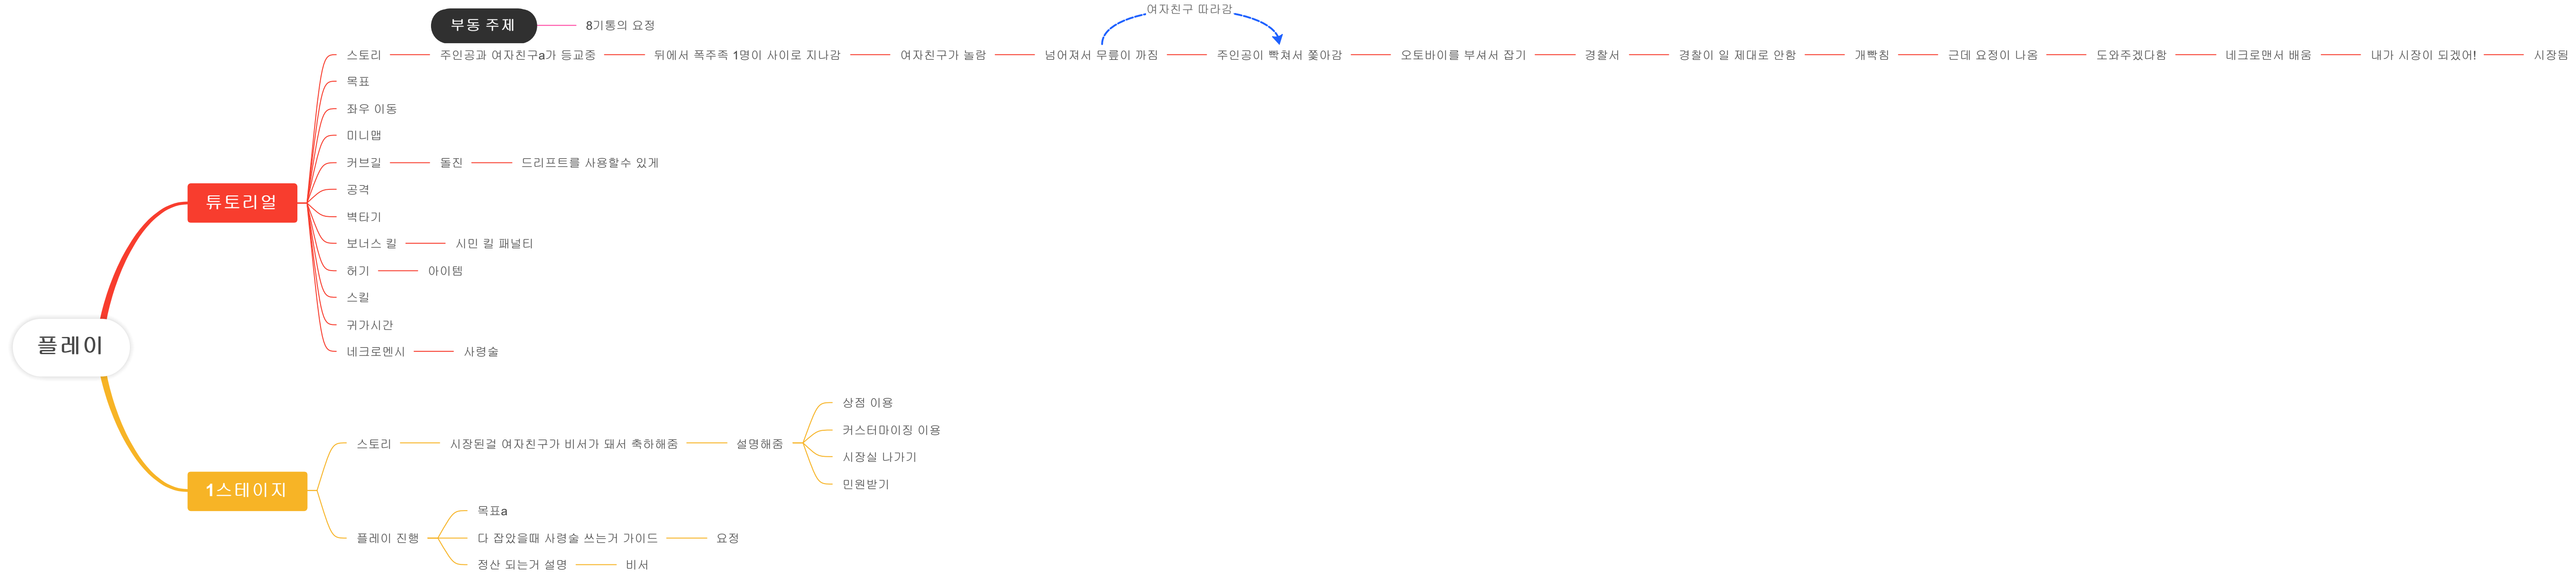 여자친구 따라감
부동 주제
8기통의 요정
스토리
주인공과 여자친구a가 등교중
뒤에서 폭주족 1명이 사이로 지나감
여자친구가 놀람
넘어져서 무릎이 까짐
주인공이 빡쳐서 쫓아감
오토바이를 부셔서 잡기
경찰서
경찰이 일 제대로 안함
개빡침
근데 요정이 나옴
도와주겠다함
네크로맨서 배움
내가 시장이 되겠어!
시장됨
목표
좌우 이동
미니맵
커브길
돌진
드리프트를 사용할수 있게
공격
벽타기
튜토리얼
보너스 킬
시민 킬 패널티
허기
아이템
스킬
귀가시간
네크로멘시
사령술
플레이
1스테이지
스토리
시장된걸 여자친구가 비서가 돼서 축하해줌
설명해줌
상점 이용
커스터마이징 이용
시장실 나가기
민원받기
플레이 진행
목표a
다 잡았을때 사령술 쓰는거 가이드
요정
정산 되는거 설명
비서